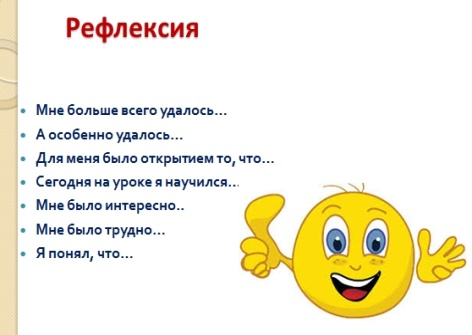 Рефлексия
Мне больше всего удалось...
А особенно удалось...
Для меня было открытием то, что...
Сегодня на уроке я научился...
Мне было интересно..
Мне было трудно...
Я понял, что...